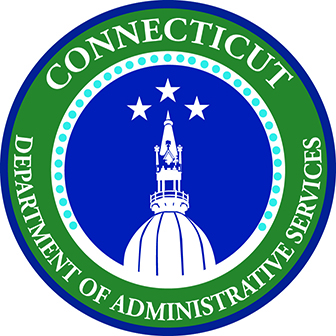 CONNECTICUT
DEPARTMENT OF ADMINISTRATIVE SERVICES